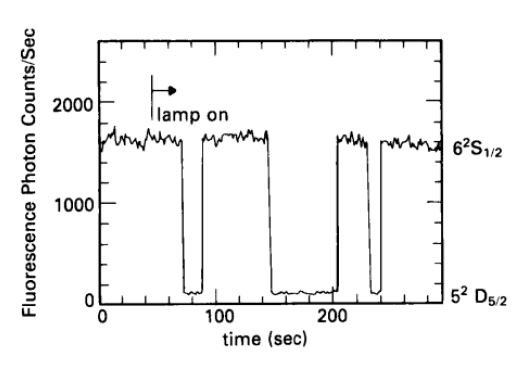 Fluorescence Photon Counts/Sec
2000
1000
0
lamp on
6²S₁/₂
5² D₅/₂
0 100 200
time (sec)